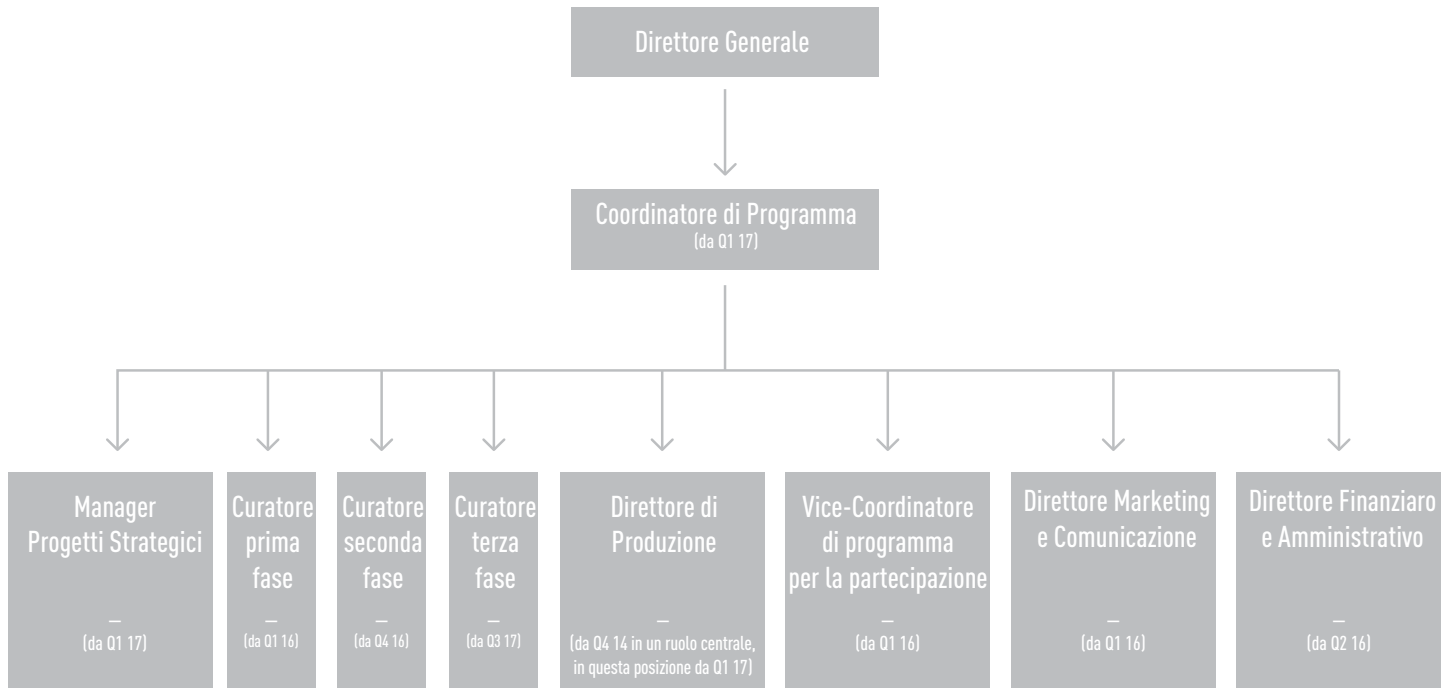 Direttore Generale
Coordinatore di Programma
(da Q1 17)
Manager
Progetti Strategici
–
(da Q1 17)
Curatore
prima
fase
–
(da Q1 16)
Curatore
seconda
fase
–
(da Q4 16)
Curatore
terza
fase
–
(da Q3 17)
Direttore di
Produzione
–
(da Q4 14 in un ruolo centrale,
in questa posizione da Q1 17)
Vice-Coordinatore
di programma
per la partecipazione
–
(da Q1 16)
Direttore Marketing
e Comunicazione
–
(da Q1 16)
Direttore Finanziaro
e Amministrativo
–
(da Q2 16)